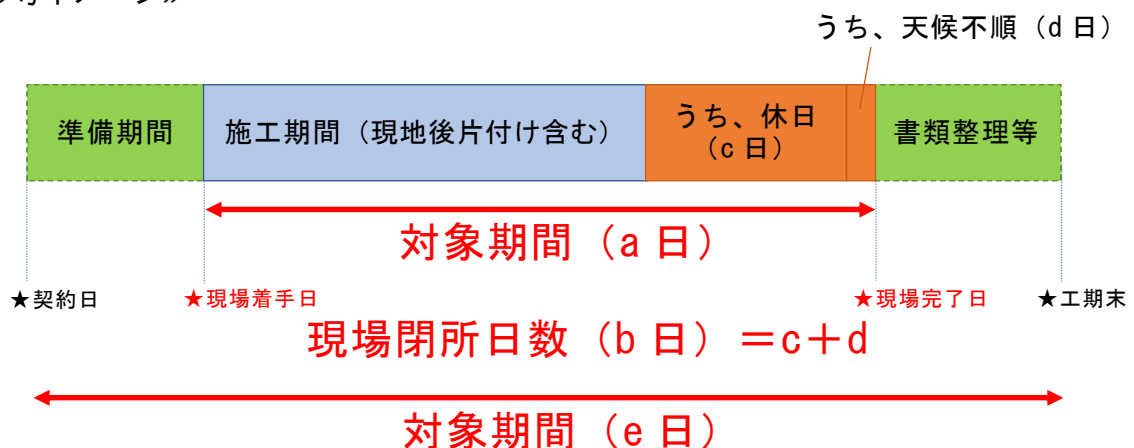 うち、天候不順（d 日）
準備期間
施工期間（現地後片付け含む）
うち、休日
（c 日）
書類整理等
対象期間（a 日）
★契約日
★現場着手日
★現場完了日
★工期末
現場閉所日数（b 日）＝c＋d
対象期間（e 日）